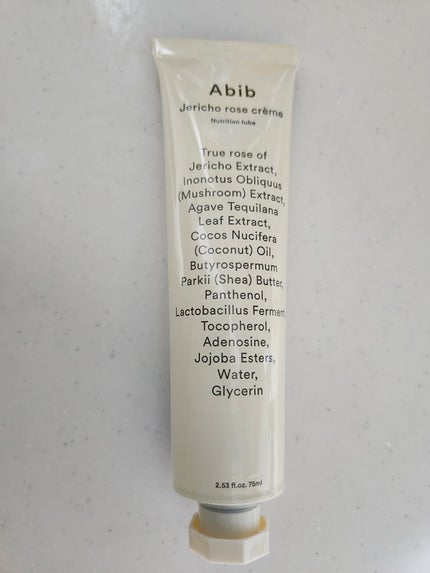 Abib
Jericho rose crème
Nutrition tube
True rose of
Jericho Extract,
Inonotus Obliquus
(Mushroom) Extract,
Agave Tequilana
Leaf Extract,
Cocos Nucifera
(Coconut) Oil,
Butyrospermum
Parkii (Shea) Butter,
Panthenol,
Lactobacillus Ferment,
Tocopherol,
Adenosine,
Jojoba Esters,
Water,
Glycerin
2.53 fl.oz. 75ml